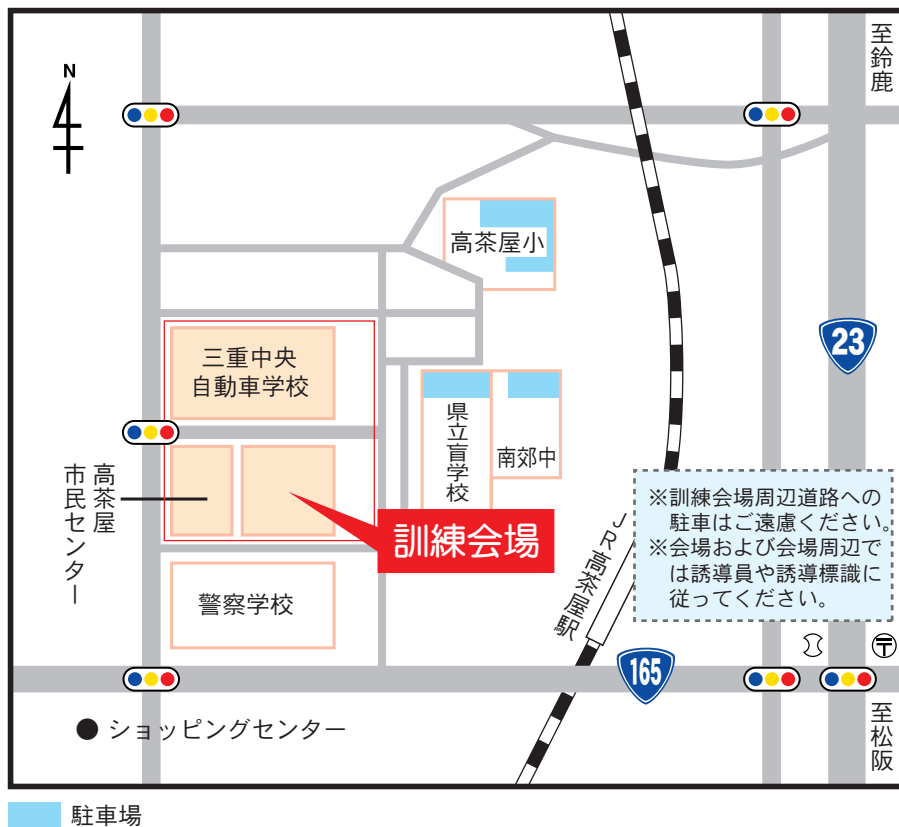 至鈴鹿
N
高茶屋小
三重中央
自動車学校
23
県立盲学校
南郊中
高茶屋
市民センター
訓練会場
※訓練会場周辺道路への
駐車はご遠慮ください。
※会場および会場周辺で
は誘導員や誘導標識に
従ってください。
JR高茶屋駅
警察学校
165
〒
ショッピングセンター
至松阪
駐車場